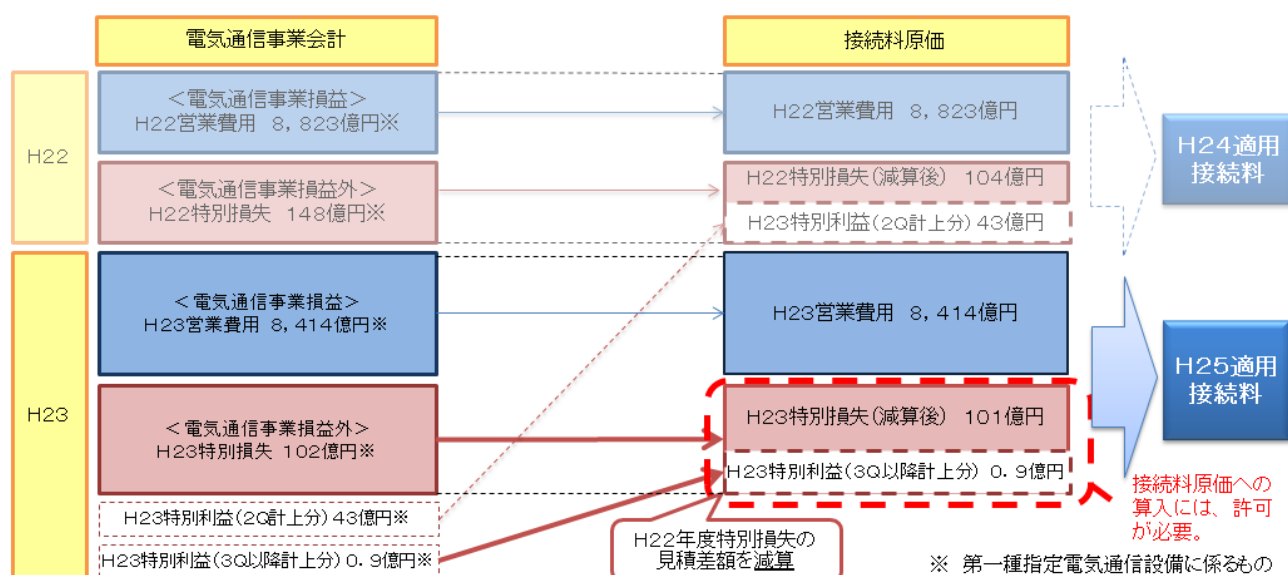 電気通信事業会計
接続料原価
H22
＜電気通信事業損益＞
H22営業費用 8，823億円※
H22営業費用 8，823億円
＜電気通信事業損益外＞
H22特別損失 148億円※
H22特別損失（減算後） 104億円
H23特別利益（2Q計上分）43億円
H24適用
接続料
H23
＜電気通信事業損益＞
H23営業費用 8，414億円※
H23営業費用 8，414億円
＜電気通信事業損益外＞
H23特別損失 102億円※
H23特別損失（減算後） 101億円
H23特別利益（3Q以降計上分）0．9億円
H25適用
接続料
H23特別利益（2Q計上分）43億円※
H23特別利益（3Q以降計上分）0．9億円※
H22年度特別損失の
見積差額を減算
接続料原価への
算入には、許可
が必要。
※ 第一種指定電気通信設備に係るもの